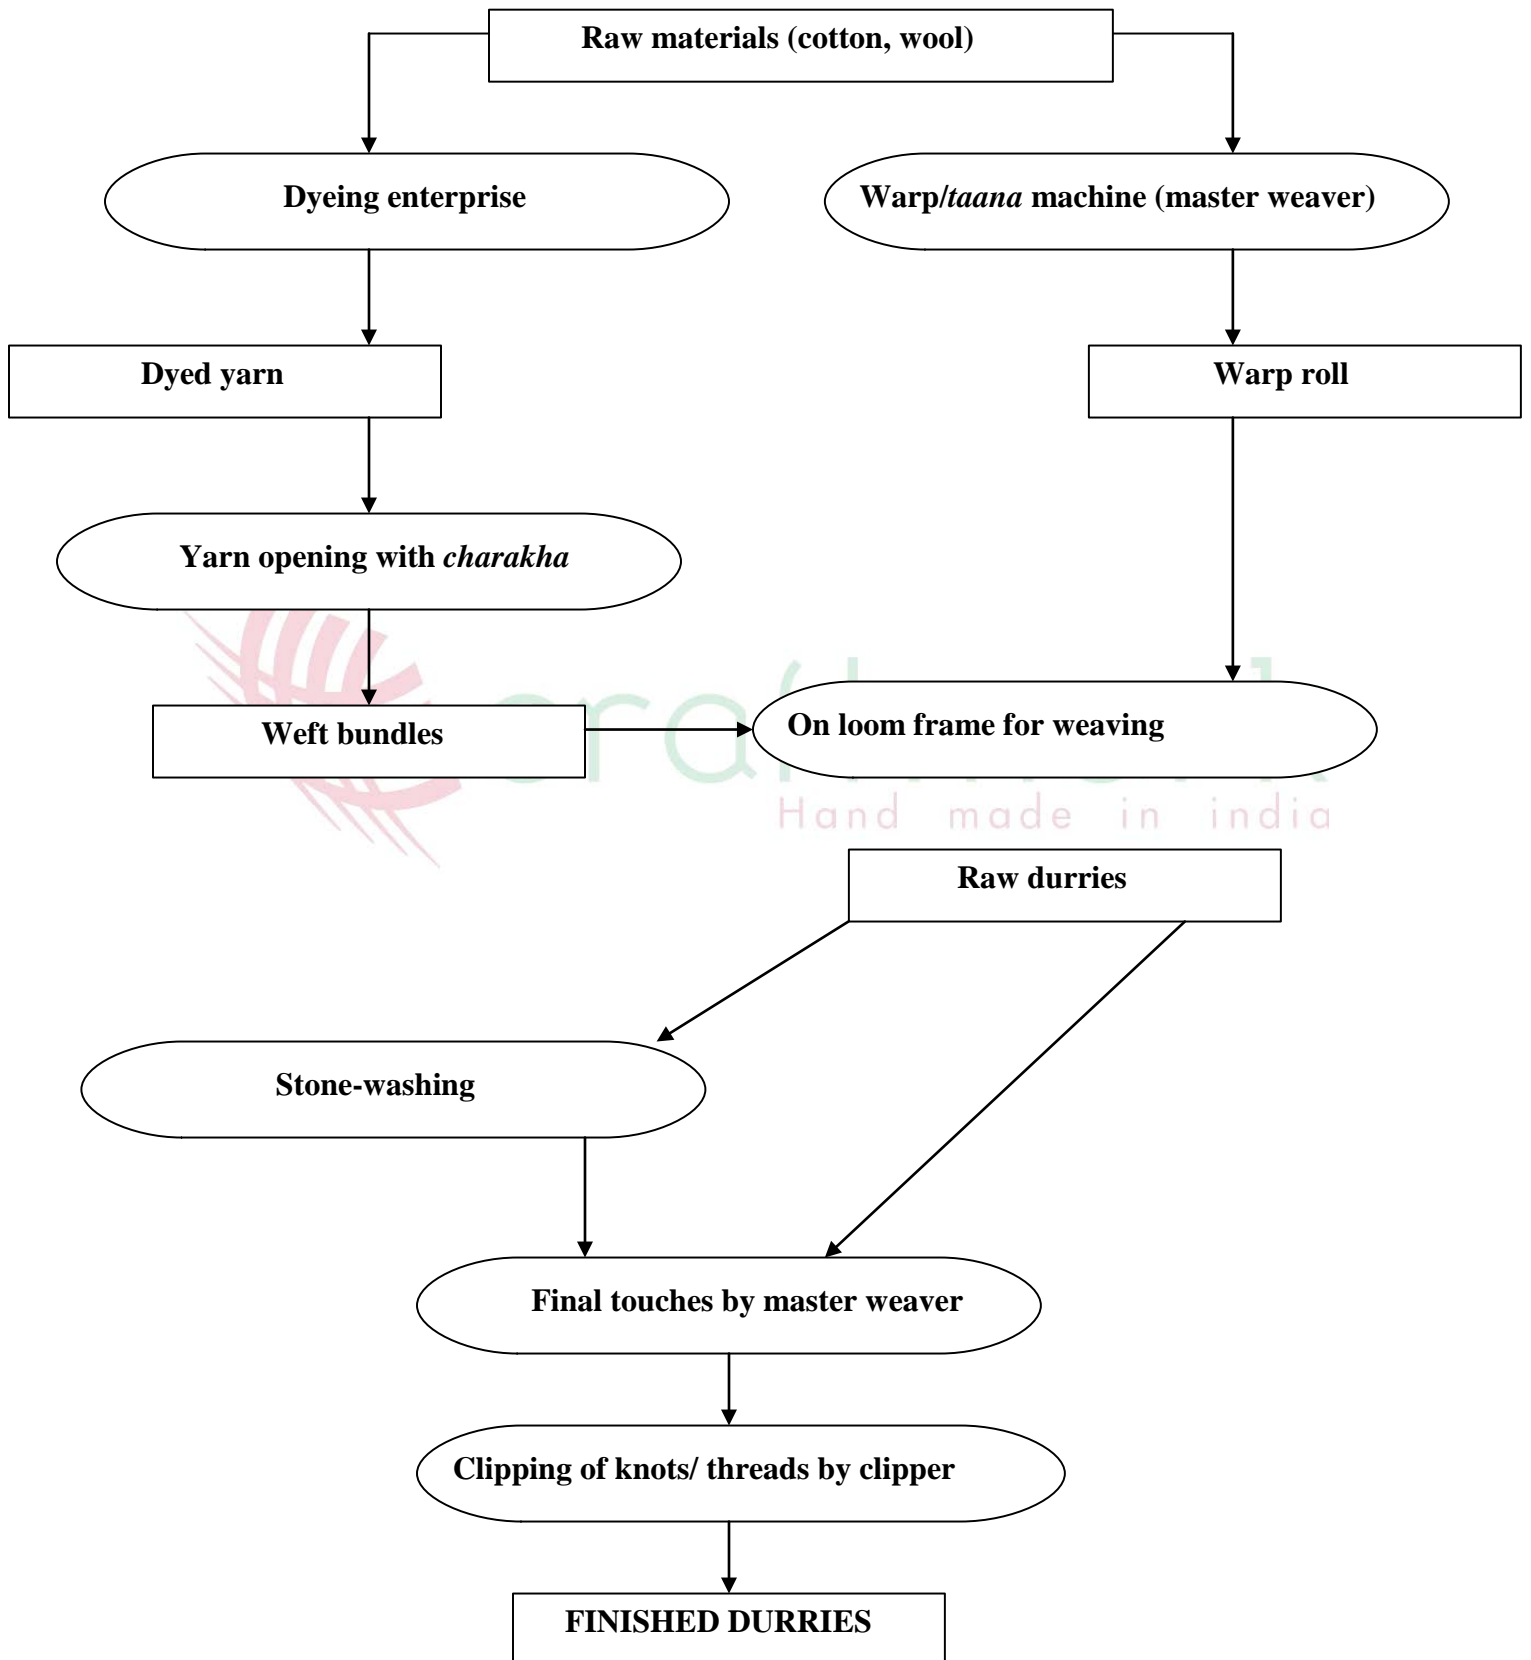 Raw materials (cotton, wool)
Dyeing enterprise
Warp/taana machine (master weaver)
Dyed yarn
Warp roll
Yarn opening with charakha
Weft bundles
On loom frame for weaving
Hand made in india
Raw durries
Stone-washing
Final touches by master weaver
Clipping of knots/ threads by clipper
FINISHED DURRIES